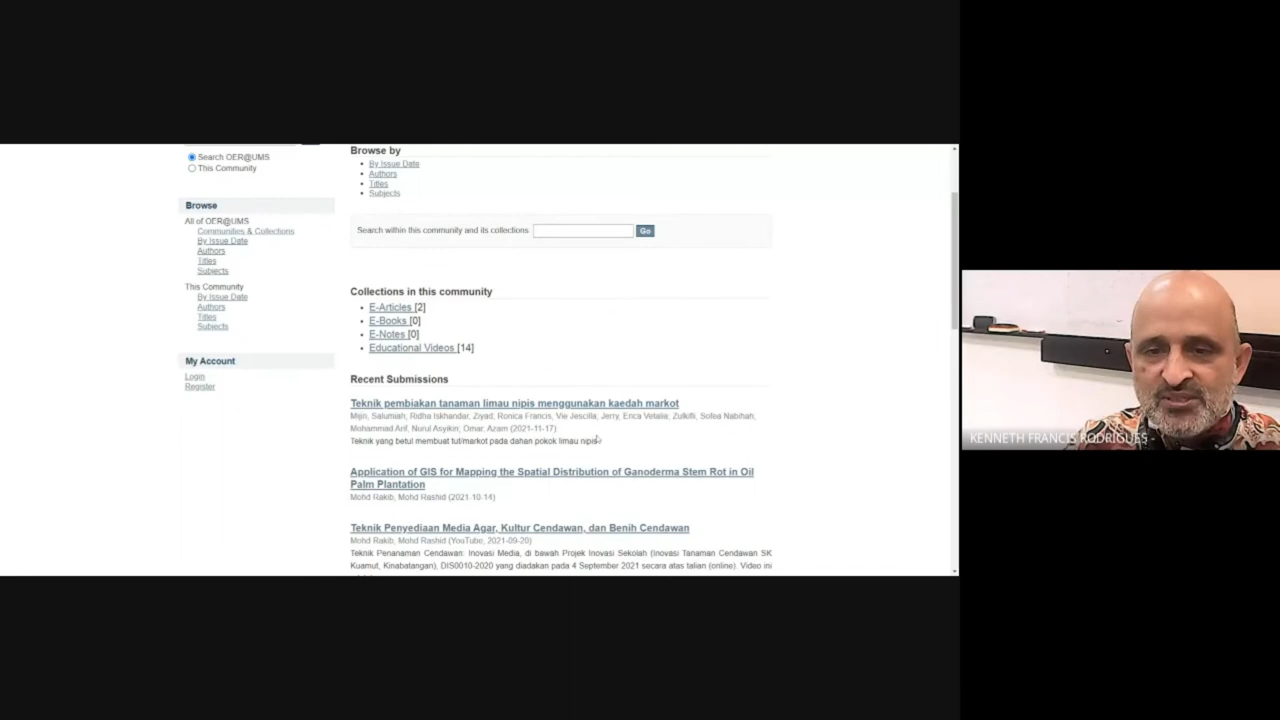 Search OER@UMS
This Community
Browse
All of OER@UMS
Communities & Collections
By Issue Date
Authors
Titles
Subjects
This Community
By Issue Date
Authors
Titles
Subjects
My Account
Login
Register
Browse by
By Issue Date
Authors
Titles
Subjects
Search within this community and its collections
Go
Collections in this community
E-Articles [2]
E-Books [0]
E-Notes [0]
Educational Videos [14]
Recent Submissions
Teknik pembiakan tanaman limau nipis menggunakan kaedah markot
Mijin, Salumiah; Ridha Iskhandar, Ziyad; Ronica Francis, Vie Jescilla; Jerry, Erica Vetalia; Zulkifli, Sofea Nabihah;
Mohammad Arif, Nurul Asyikin; Omar, Azam (2021-11-17)
Teknik yang betul membuat tut/markot pada dahan pokok limau nipis
Application of GIS for Mapping the Spatial Distribution of Ganoderma Stem Rot in Oil
Palm Plantation
Mohd Rakib, Mohd Rashid (2021-10-14)
Teknik Penyediaan Media Agar, Kultur Cendawan, dan Benih Cendawan
Mohd Rakib, Mohd Rashid (YouTube, 2021-09-20)
Teknik Penanaman Cendawan: Inovasi Media, di bawah Projek Inovasi Sekolah (Inovasi Tanaman Cendawan SK
Kuamut, Kinabatangan), DIS0010-2020 yang diadakan pada 4 September 2021 secara atas talian (online). Video ini
KENNETH FRANCIS RODRIGUES -